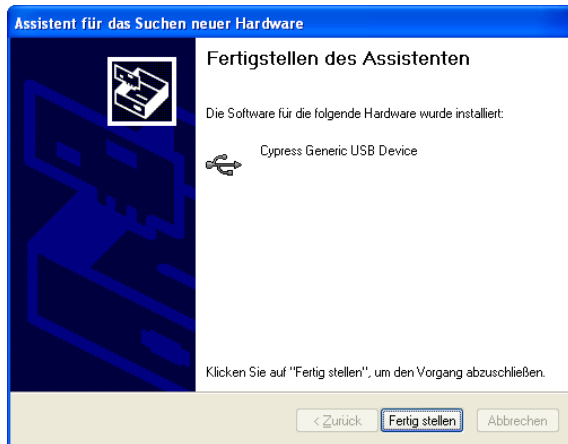 Assistent für das Suchen neuer Hardware
Fertigstellen des Assistenten
Die Software für die folgende Hardware wurde installiert:
Cypress Generic USB Device
Klicken Sie auf "Fertig stellen", um den Vorgang abzuschließen.
< Zurück Fertig stellen Abbrechen